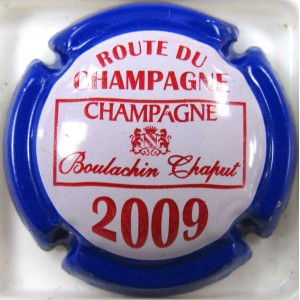 ROUTE DU
CHAMPAGNE
CHAMPAGNE
Boulachin Chaput
2009